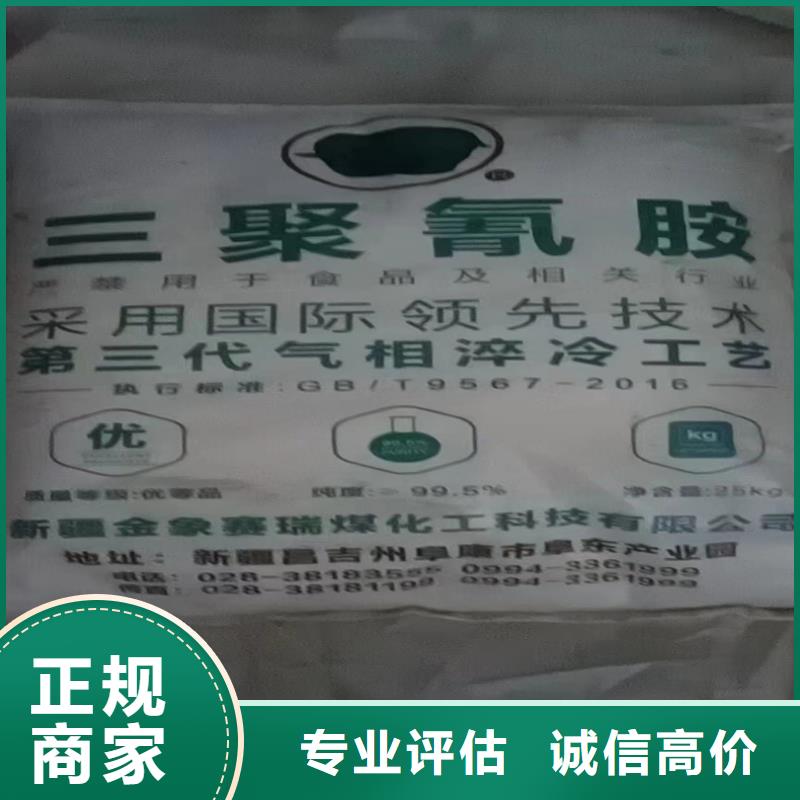 ®
三聚氰胺
严禁用于食品及相关行业
采用国际领先技术
第三代气相淬冷工艺
执行标准:GB/T9567-2016
优 99.5% kg
质量等级:优等品 纯度:≥99.5% 净含量:25kg
新疆金象赛瑞煤化工科技有限公司
地址:新疆昌吉州阜康市阜东产业园
电话:028-38183555 0994-3361999
传真:028-38181199
正规
商家
专业评估 诚信高价